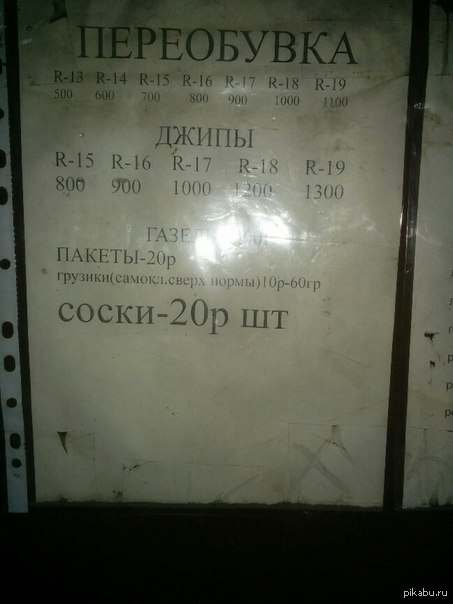 ПЕРЕОБУВКА
R-13 R-14 R-15 R-16 R-17 R-18 R-19
500 600 700 800 900 1000 1100
ДЖИПЫ
R-15 R-16 R-17 R-18 R-19
800 900 1000 1200 1300
ПАКЕТЫ-20р
грузики(самокл.сверх нормы)10р-60гр
соски-20р шт
pikabu.ru